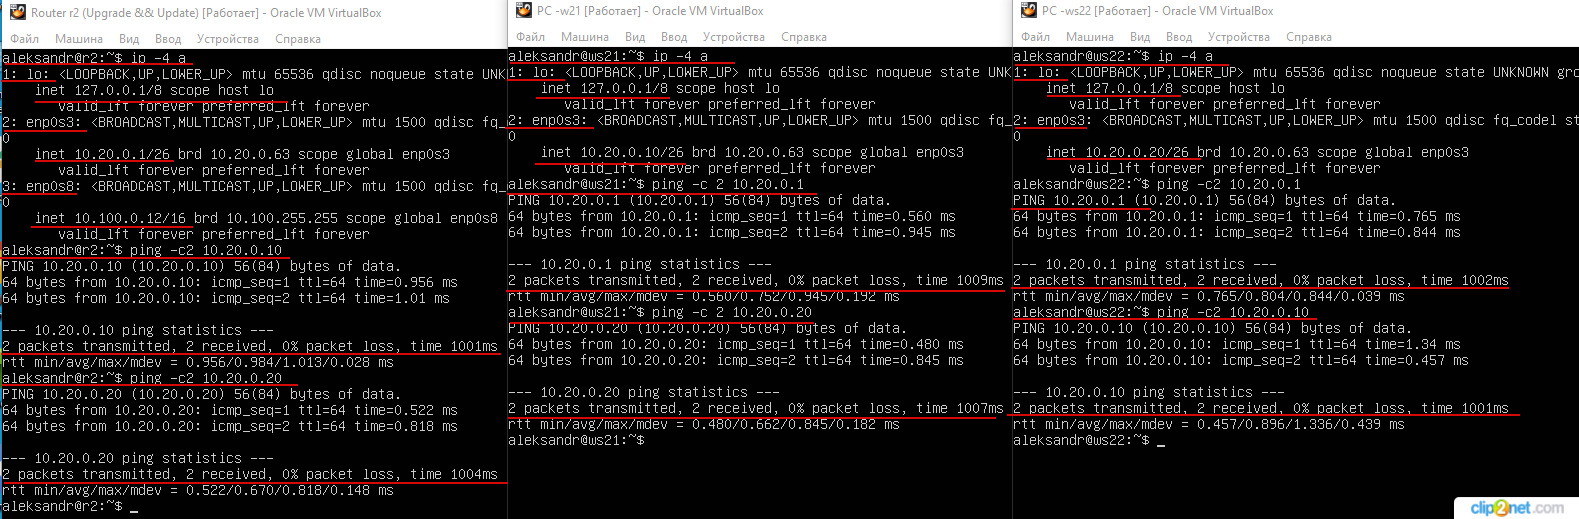 Router r2 (Upgrade && Update) [Работает] - Oracle VM VirtualBox
Файл Машина Вид Ввод Устройства Справка
aleksandr@r2:~$ ip -4 a
1: lo: <LOOPBACK,UP,LOWER_UP> mtu 65536 qdisc noqueue state UNK
inet 127.0.0.1/8 scope host lo
valid_lft forever preferred_lft forever
2: enp0s3: <BROADCAST,MULTICAST,UP,LOWER_UP> mtu 1500 qdisc fq_
0
inet 10.20.0.1/26 brd 10.20.0.63 scope global enp0s3
valid_lft forever preferred_lft forever
3: enp0s8: <BROADCAST,MULTICAST,UP,LOWER_UP> mtu 1500 qdisc fq_
0
inet 10.100.0.12/16 brd 10.100.255.255 scope global enp0s8
valid_lft forever preferred_lft forever
aleksandr@r2:~$ ping -c2 10.20.0.10
PING 10.20.0.10 (10.20.0.10) 56(84) bytes of data.
64 bytes from 10.20.0.10: icmp_seq=1 ttl=64 time=0.956 ms
64 bytes from 10.20.0.10: icmp_seq=2 ttl=64 time=1.01 ms
--- 10.20.0.10 ping statistics ---
2 packets transmitted, 2 received, 0% packet loss, time 1001ms
rtt min/avg/max/mdev = 0.956/0.984/1.013/0.028 ms
aleksandr@r2:~$ ping -c2 10.20.0.20
PING 10.20.0.20 (10.20.0.20) 56(84) bytes of data.
64 bytes from 10.20.0.20: icmp_seq=1 ttl=64 time=0.522 ms
64 bytes from 10.20.0.20: icmp_seq=2 ttl=64 time=0.818 ms
--- 10.20.0.20 ping statistics ---
2 packets transmitted, 2 received, 0% packet loss, time 1004ms
rtt min/avg/max/mdev = 0.522/0.670/0.818/0.148 ms
aleksandr@r2:~$ _
PC -w21 [Работает] - Oracle VM VirtualBox
Файл Машина Вид Ввод Устройства Справка
aleksandr@ws21:~$ ip -4 a
1: lo: <LOOPBACK,UP,LOWER_UP> mtu 65536 qdisc noqueue state UNK
inet 127.0.0.1/8 scope host lo
valid_lft forever preferred_lft forever
2: enp0s3: <BROADCAST,MULTICAST,UP,LOWER_UP> mtu 1500 qdisc fq_
0
inet 10.20.0.10/26 brd 10.20.0.63 scope global enp0s3
valid_lft forever preferred_lft forever
aleksandr@ws21:~$ ping -c 2 10.20.0.1
PING 10.20.0.1 (10.20.0.1) 56(84) bytes of data.
64 bytes from 10.20.0.1: icmp_seq=1 ttl=64 time=0.560 ms
64 bytes from 10.20.0.1: icmp_seq=2 ttl=64 time=0.945 ms
--- 10.20.0.1 ping statistics ---
2 packets transmitted, 2 received, 0% packet loss, time 1009ms
rtt min/avg/max/mdev = 0.560/0.752/0.945/0.192 ms
aleksandr@ws21:~$ ping -c 2 10.20.0.20
PING 10.20.0.20 (10.20.0.20) 56(84) bytes of data.
64 bytes from 10.20.0.20: icmp_seq=1 ttl=64 time=0.480 ms
64 bytes from 10.20.0.20: icmp_seq=2 ttl=64 time=0.845 ms
--- 10.20.0.20 ping statistics ---
2 packets transmitted, 2 received, 0% packet loss, time 1007ms
rtt min/avg/max/mdev = 0.480/0.662/0.845/0.182 ms
aleksandr@ws21:~$
PC -ws22 [Работает] - Oracle VM VirtualBox
Файл Машина Вид Ввод Устройства Справка
aleksandr@ws22:~$ ip -4 a
1: lo: <LOOPBACK,UP,LOWER_UP> mtu 65536 qdisc noqueue state UNKNOWN gro
inet 127.0.0.1/8 scope host lo
valid_lft forever preferred_lft forever
2: enp0s3: <BROADCAST,MULTICAST,UP,LOWER_UP> mtu 1500 qdisc fq_codel st
0
inet 10.20.0.20/26 brd 10.20.0.63 scope global enp0s3
valid_lft forever preferred_lft forever
aleksandr@ws22:~$ ping -c2 10.20.0.1
PING 10.20.0.1 (10.20.0.1) 56(84) bytes of data.
64 bytes from 10.20.0.1: icmp_seq=1 ttl=64 time=0.765 ms
64 bytes from 10.20.0.1: icmp_seq=2 ttl=64 time=0.844 ms
--- 10.20.0.1 ping statistics ---
2 packets transmitted, 2 received, 0% packet loss, time 1002ms
rtt min/avg/max/mdev = 0.765/0.804/0.844/0.039 ms
aleksandr@ws22:~$ ping -c2 10.20.0.10
PING 10.20.0.10 (10.20.0.10) 56(84) bytes of data.
64 bytes from 10.20.0.10: icmp_seq=1 ttl=64 time=1.34 ms
64 bytes from 10.20.0.10: icmp_seq=2 ttl=64 time=0.457 ms
--- 10.20.0.10 ping statistics ---
2 packets transmitted, 2 received, 0% packet loss, time 1001ms
rtt min/avg/max/mdev = 0.457/0.896/1.336/0.439 ms
aleksandr@ws22:~$ _
clip2net.com